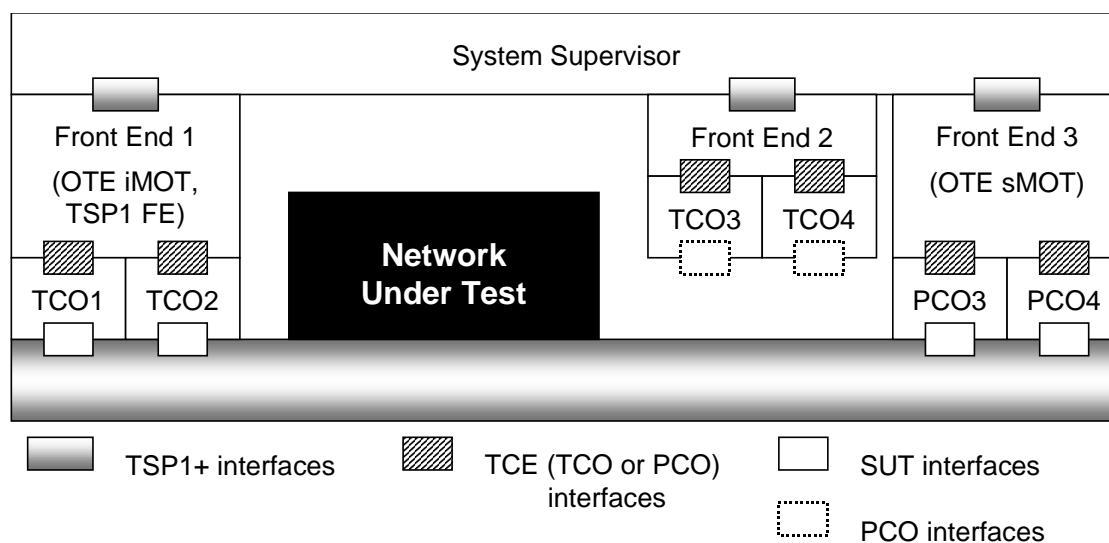 System Supervisor
Front End 1
(OTE iMOT,
TSP1 FE)
TCO1
TCO2
Network
Under Test
Front End 2
TCO3
TCO4
Front End 3
(OTE sMOT)
PCO3
PCO4
TSP1+ interfaces
TCE (TCO or PCO)
interfaces
SUT interfaces
PCO interfaces